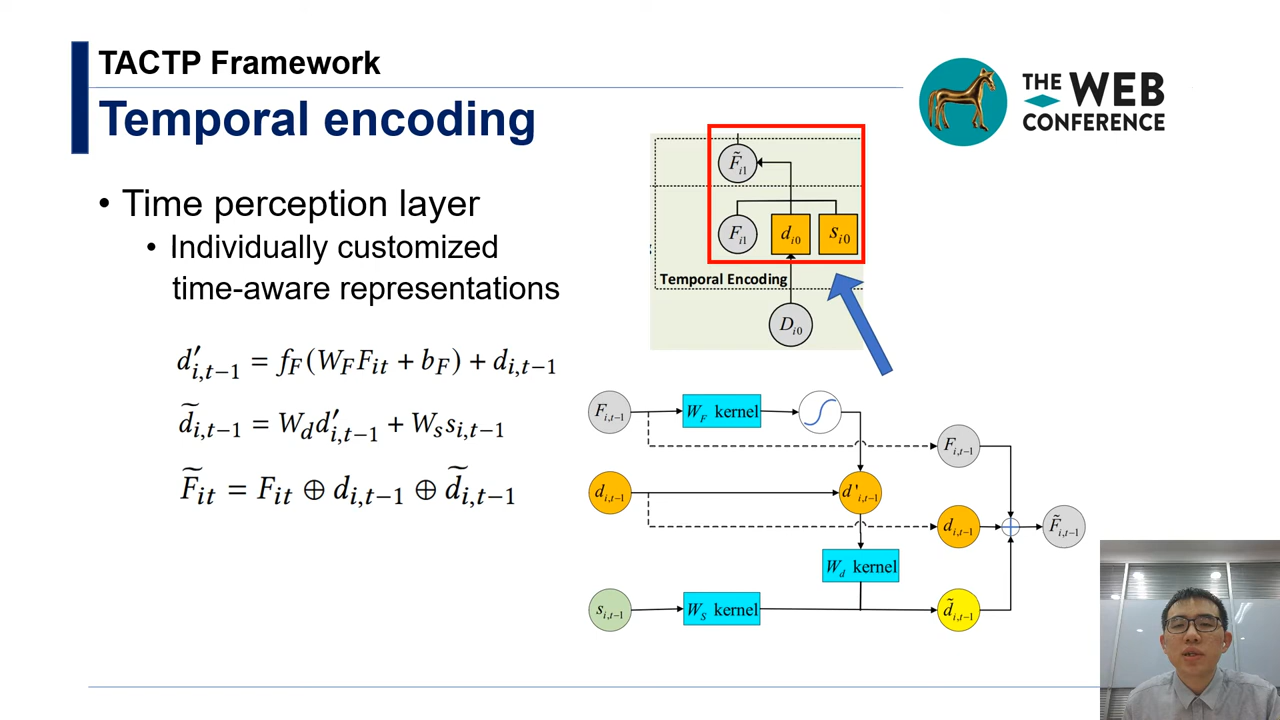 TACTP Framework
Temporal encoding
THE WEB
CONFERENCE
• Time perception layer
• Individually customized
time-aware representations
d′_{i,t−1} = f_F(W_F F_{it} + b_F) + d_{i,t−1}
d̃_{i,t−1} = W_d d′_{i,t−1} + W_s s_{i,t−1}
F̃_{it} = F_{it} ⊕ d_{i,t−1} ⊕ d̃_{i,t−1}
F̃_{i1}
F_{i1} d_{i0} s_{i0}
Temporal Encoding
D_{i0}
F_{i,t−1} W_F kernel
F_{i,t−1}
d_{i,t−1} d'_{i,t−1}
d_{i,t−1} F̃_{i,t−1}
W_d kernel
s_{i,t−1} W_S kernel d̃_{i,t−1}